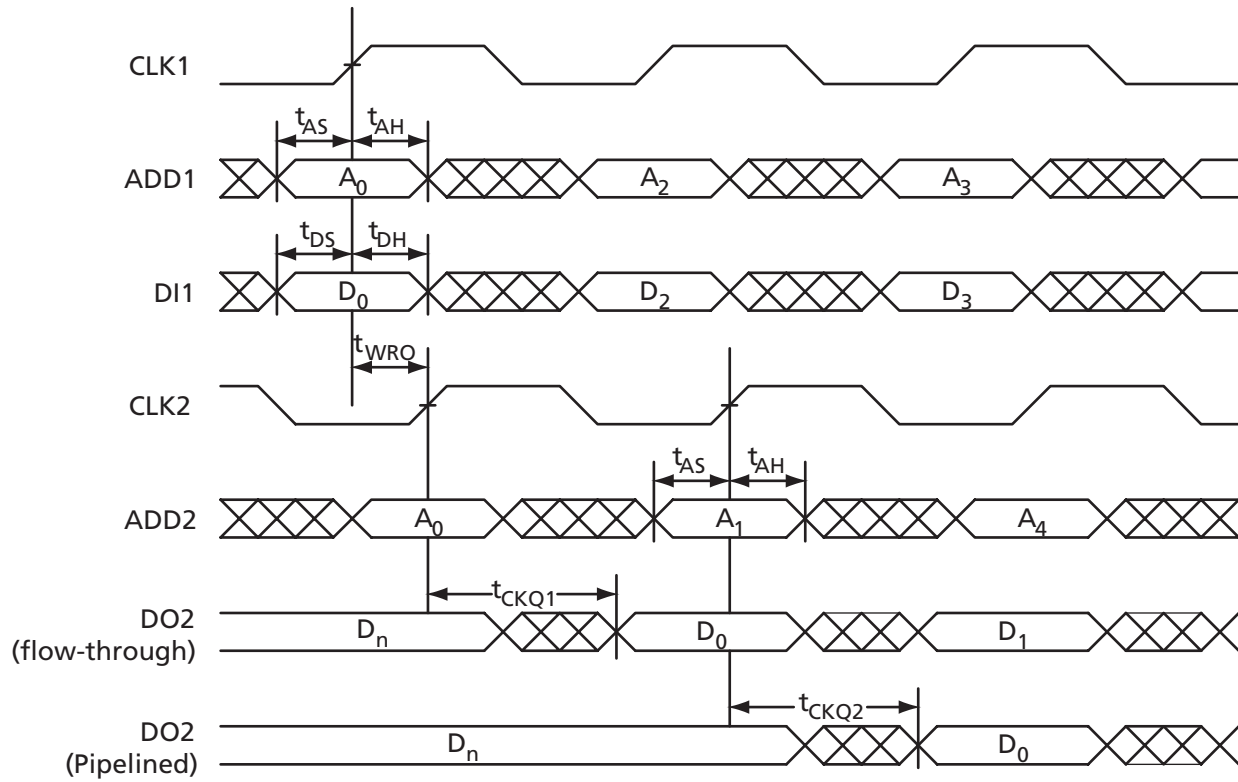 CLK1
t_AS t_AH
ADD1 A_0 A_2 A_3
t_DS t_DH
DI1 D_0 D_2 D_3
t_WRO
CLK2
t_AS t_AH
ADD2 A_0 A_1 A_4
t_CKQ1
DO2
(flow-through)
D_n D_0 D_1
t_CKQ2
DO2
(Pipelined)
D_n D_0